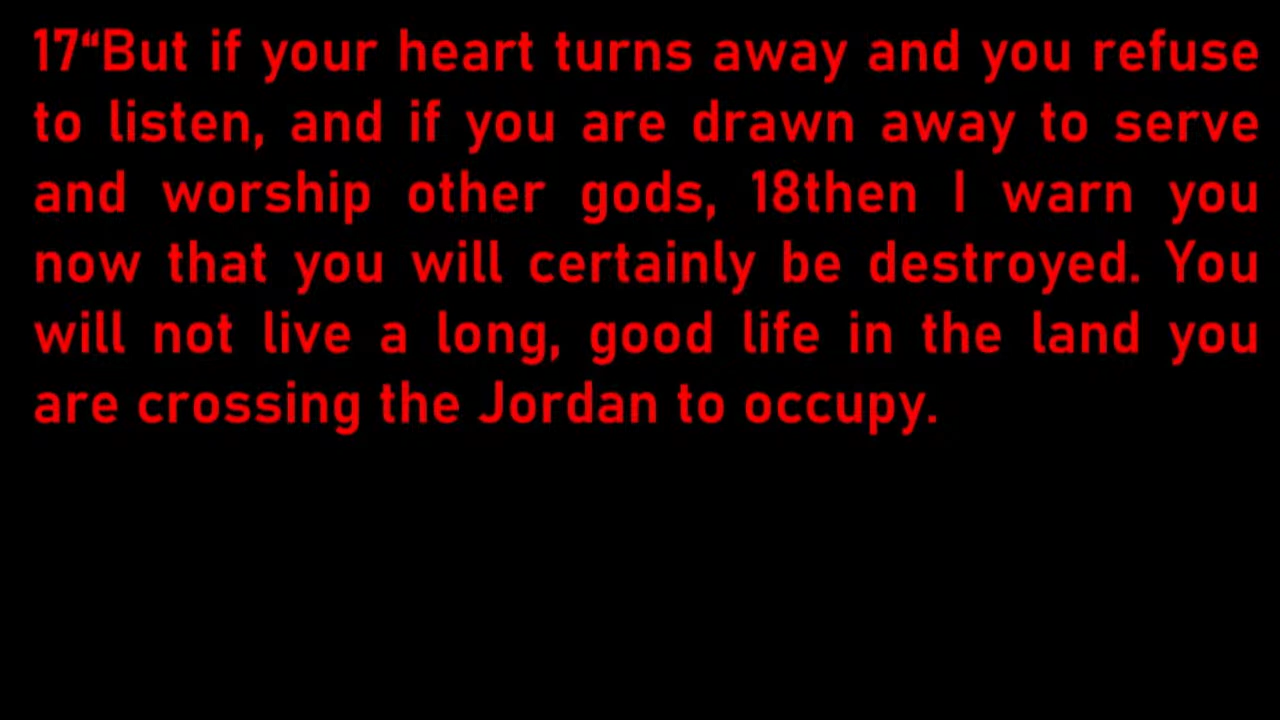 17“But if your heart turns away and you refuse
to listen, and if you are drawn away to serve
and worship other gods, 18then I warn you
now that you will certainly be destroyed. You
will not live a long, good life in the land you
are crossing the Jordan to occupy.